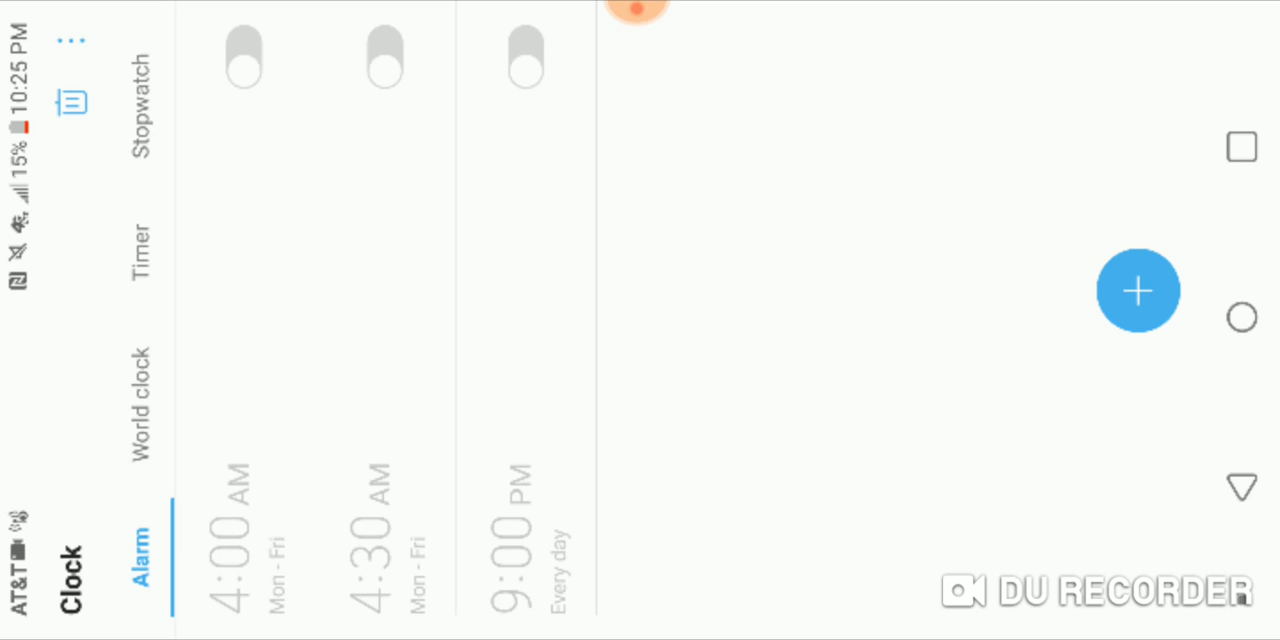 AT&T 15% 10:25 PM
Clock
Alarm World clock Timer Stopwatch
4:00 AM
Mon - Fri
4:30 AM
Mon - Fri
9:00 PM
Every day
DU RECORDER